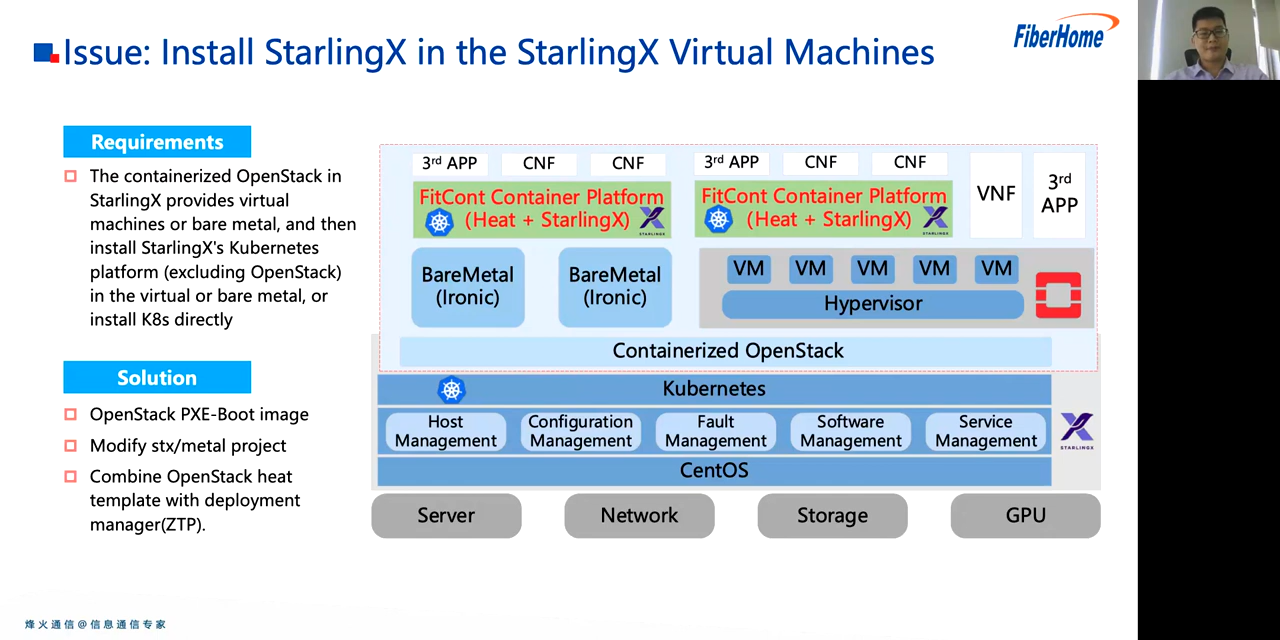 Issue: Install StarlingX in the StarlingX Virtual Machines
FiberHome
Requirements
The containerized OpenStack in
StarlingX provides virtual
machines or bare metal, and then
install StarlingX's Kubernetes
platform (excluding OpenStack)
in the virtual or bare metal, or
install K8s directly
Solution
OpenStack PXE-Boot image
Modify stx/metal project
Combine OpenStack heat
template with deployment
manager(ZTP).
3rd APP
CNF
CNF
3rd APP
CNF
CNF
VNF
3rd
APP
FitCont Container Platform
(Heat + StarlingX)
STARLINGX
FitCont Container Platform
(Heat + StarlingX)
STARLINGX
BareMetal
(Ironic)
BareMetal
(Ironic)
VM
VM
VM
VM
VM
Hypervisor
Containerized OpenStack
Kubernetes
Host
Management
Configuration
Management
Fault
Management
Software
Management
Service
Management
STARLINGX
CentOS
Server
Network
Storage
GPU
烽火通信@信息通信专家